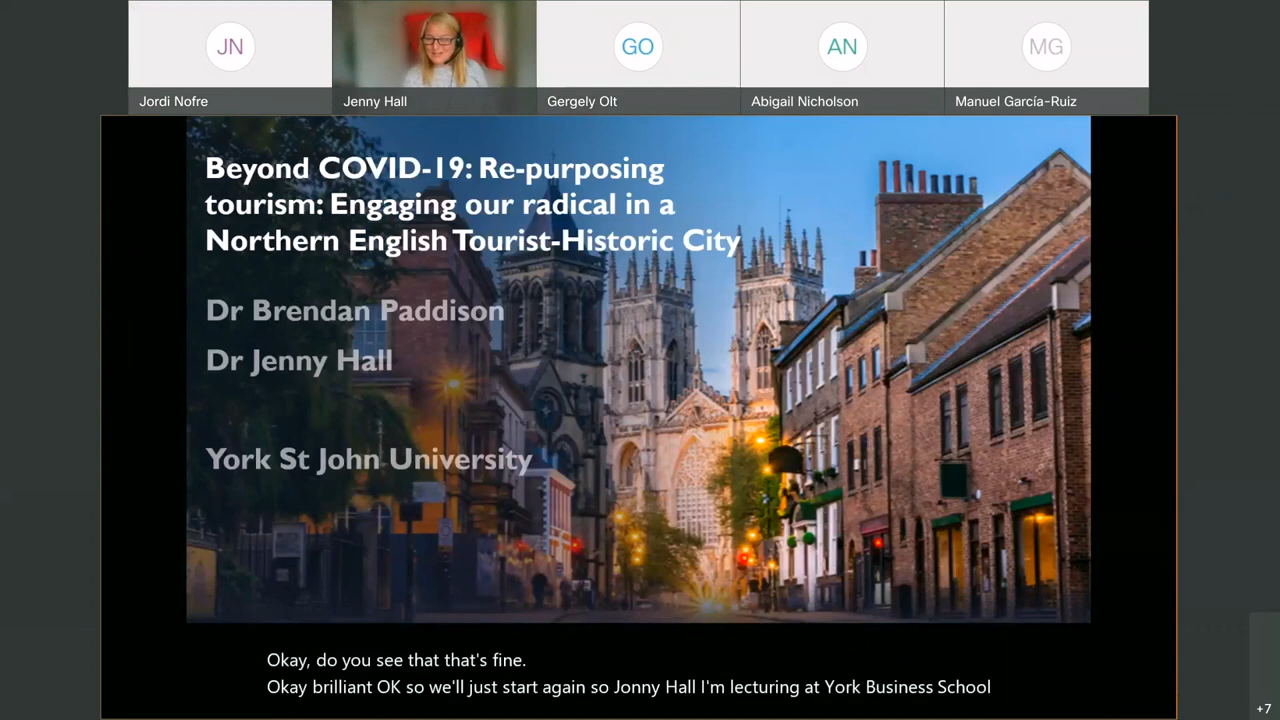 JN
GO
AN
MG
Jordi Nofre
Jenny Hall
Gergely Olt
Abigail Nicholson
Manuel García-Ruiz
Beyond COVID-19: Re-purposing
tourism: Engaging our radical in a
Northern English Tourist-Historic City
Dr Brendan Paddison
Dr Jenny Hall
York St John University
Okay, do you see that that's fine.
Okay brilliant OK so we'll just start again so Jonny Hall I'm lecturing at York Business School
+7